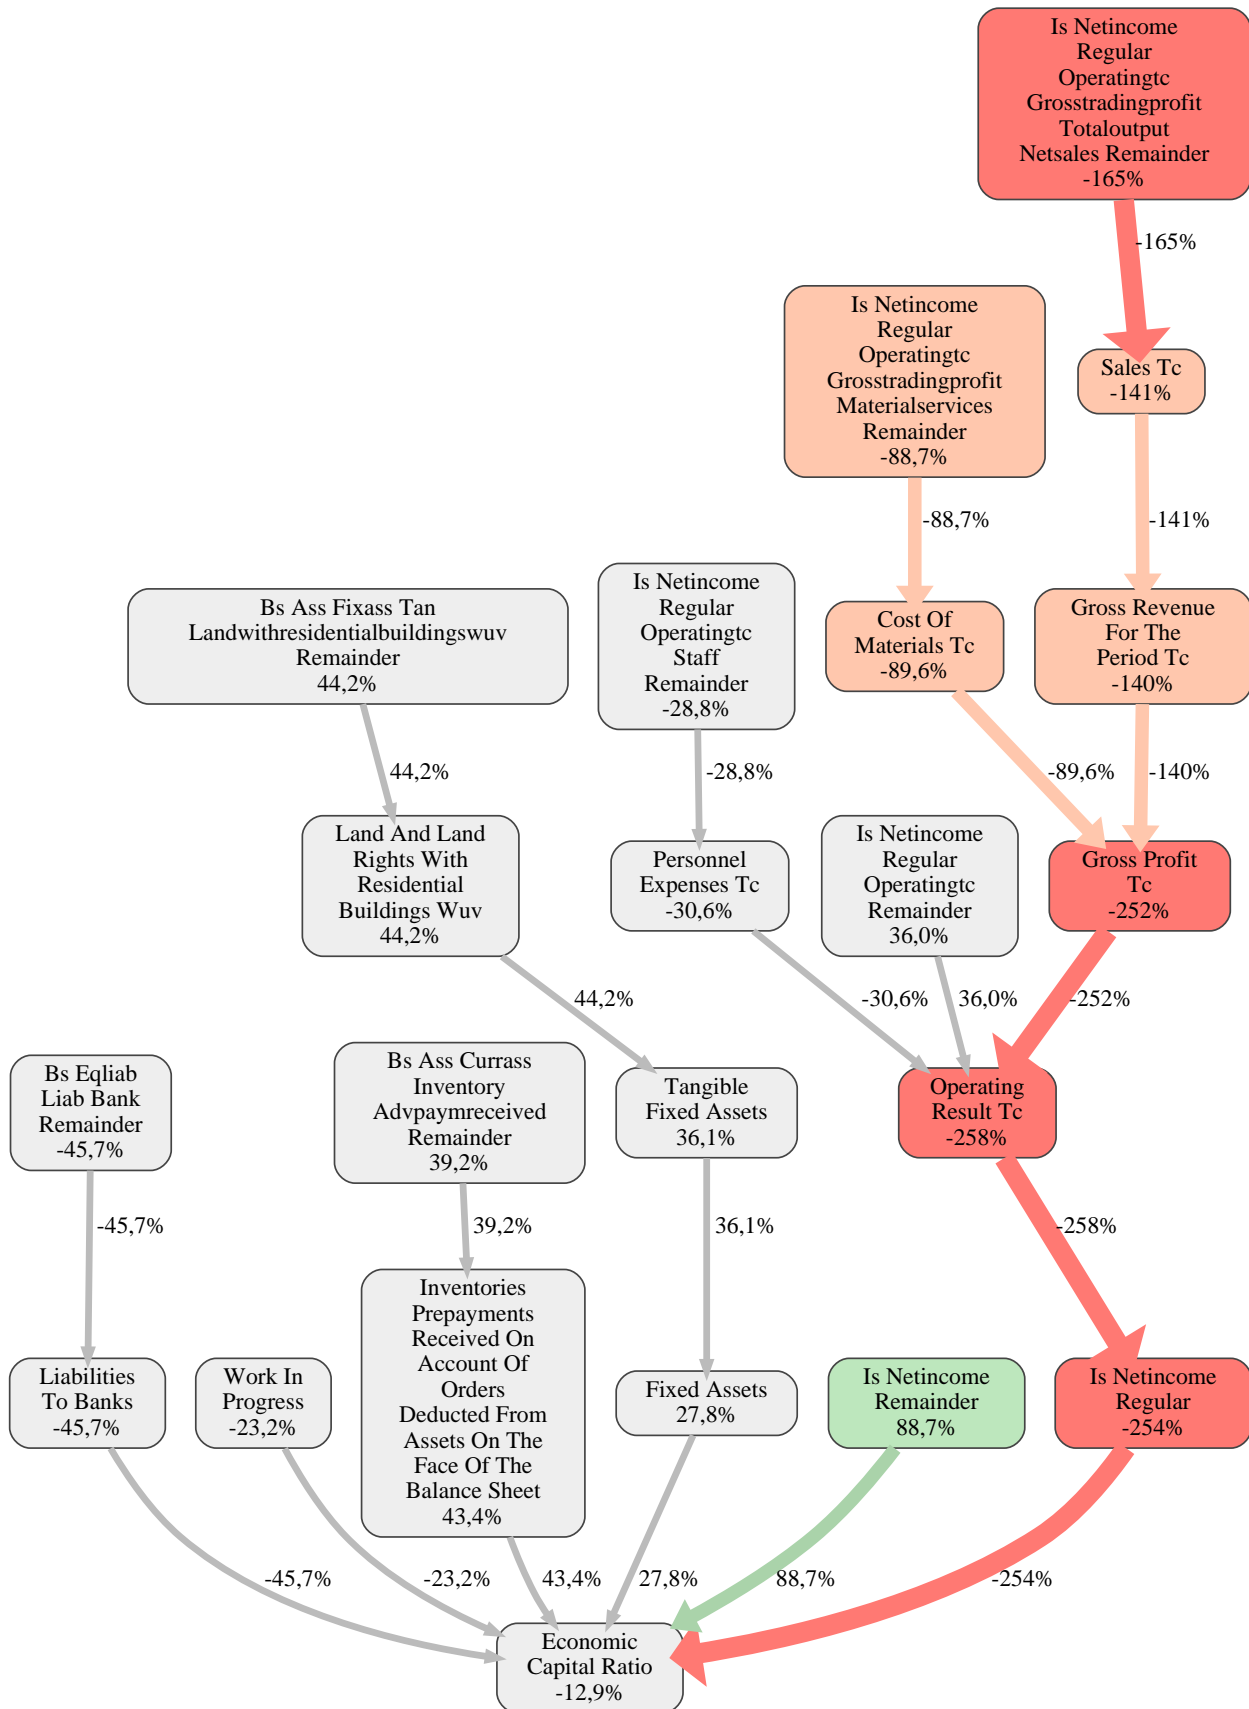 Is Netincome
Regular
Operatingtc
Grosstradingprofit
Totaloutput
Netsales Remainder
-165%
-165%
Is Netincome
Regular
Operatingtc
Grosstradingprofit
Materialservices
Remainder
-88,7%
Sales Tc
-141%
-88,7%
-141%
Bs Ass Fixass Tan
Landwithresidentialbuildingswuv
Remainder
44,2%
Is Netincome
Regular
Operatingtc
Staff
Remainder
-28,8%
Cost Of
Materials Tc
-89,6%
Gross Revenue
For The
Period Tc
-140%
44,2%
-28,8%
-89,6%
-140%
Land And Land
Rights With
Residential
Buildings Wuv
44,2%
Personnel
Expenses Tc
-30,6%
Is Netincome
Regular
Operatingtc
Remainder
36,0%
Gross Profit
Tc
-252%
44,2%
-30,6%
36,0%
-252%
Bs Eqliab
Liab Bank
Remainder
-45,7%
Bs Ass Currass
Inventory
Advpaymreceived
Remainder
39,2%
Tangible
Fixed Assets
36,1%
Operating
Result Tc
-258%
-45,7%
39,2%
36,1%
-258%
Liabilities
To Banks
-45,7%
Work In
Progress
-23,2%
Inventories
Prepayments
Received On
Account Of
Orders
Deducted From
Assets On The
Face Of The
Balance Sheet
43,4%
Fixed Assets
27,8%
Is Netincome
Remainder
88,7%
Is Netincome
Regular
-254%
-45,7%
-23,2%
43,4%
27,8%
88,7%
-254%
Economic
Capital Ratio
-12,9%